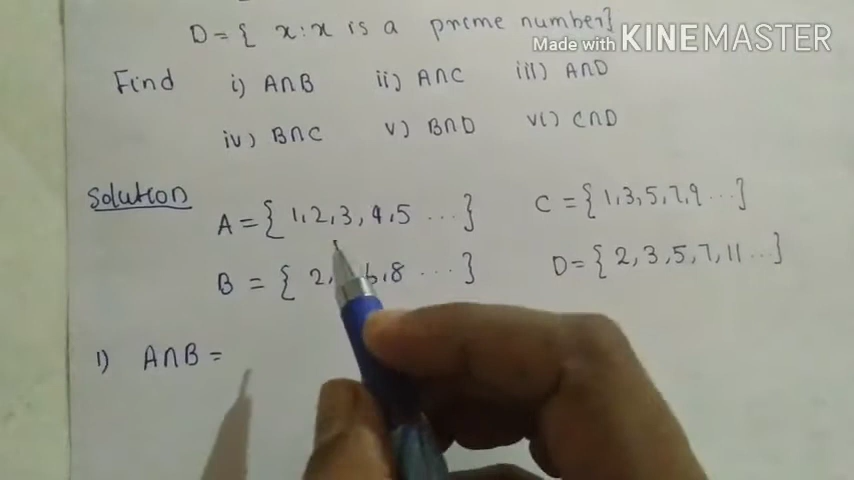 D = { x : x is a prime number}
Made with KINEMASTER
Find i) A∩B ii) A∩C iii) A∩D
iv) B∩C v) B∩D vi) C∩D
Solution
A = { 1, 2, 3, 4, 5 ... } C = { 1, 3, 5, 7, 9 ... }
B = { 2, 6, 8 ... } D = { 2, 3, 5, 7, 11 ... }
1) A∩B =